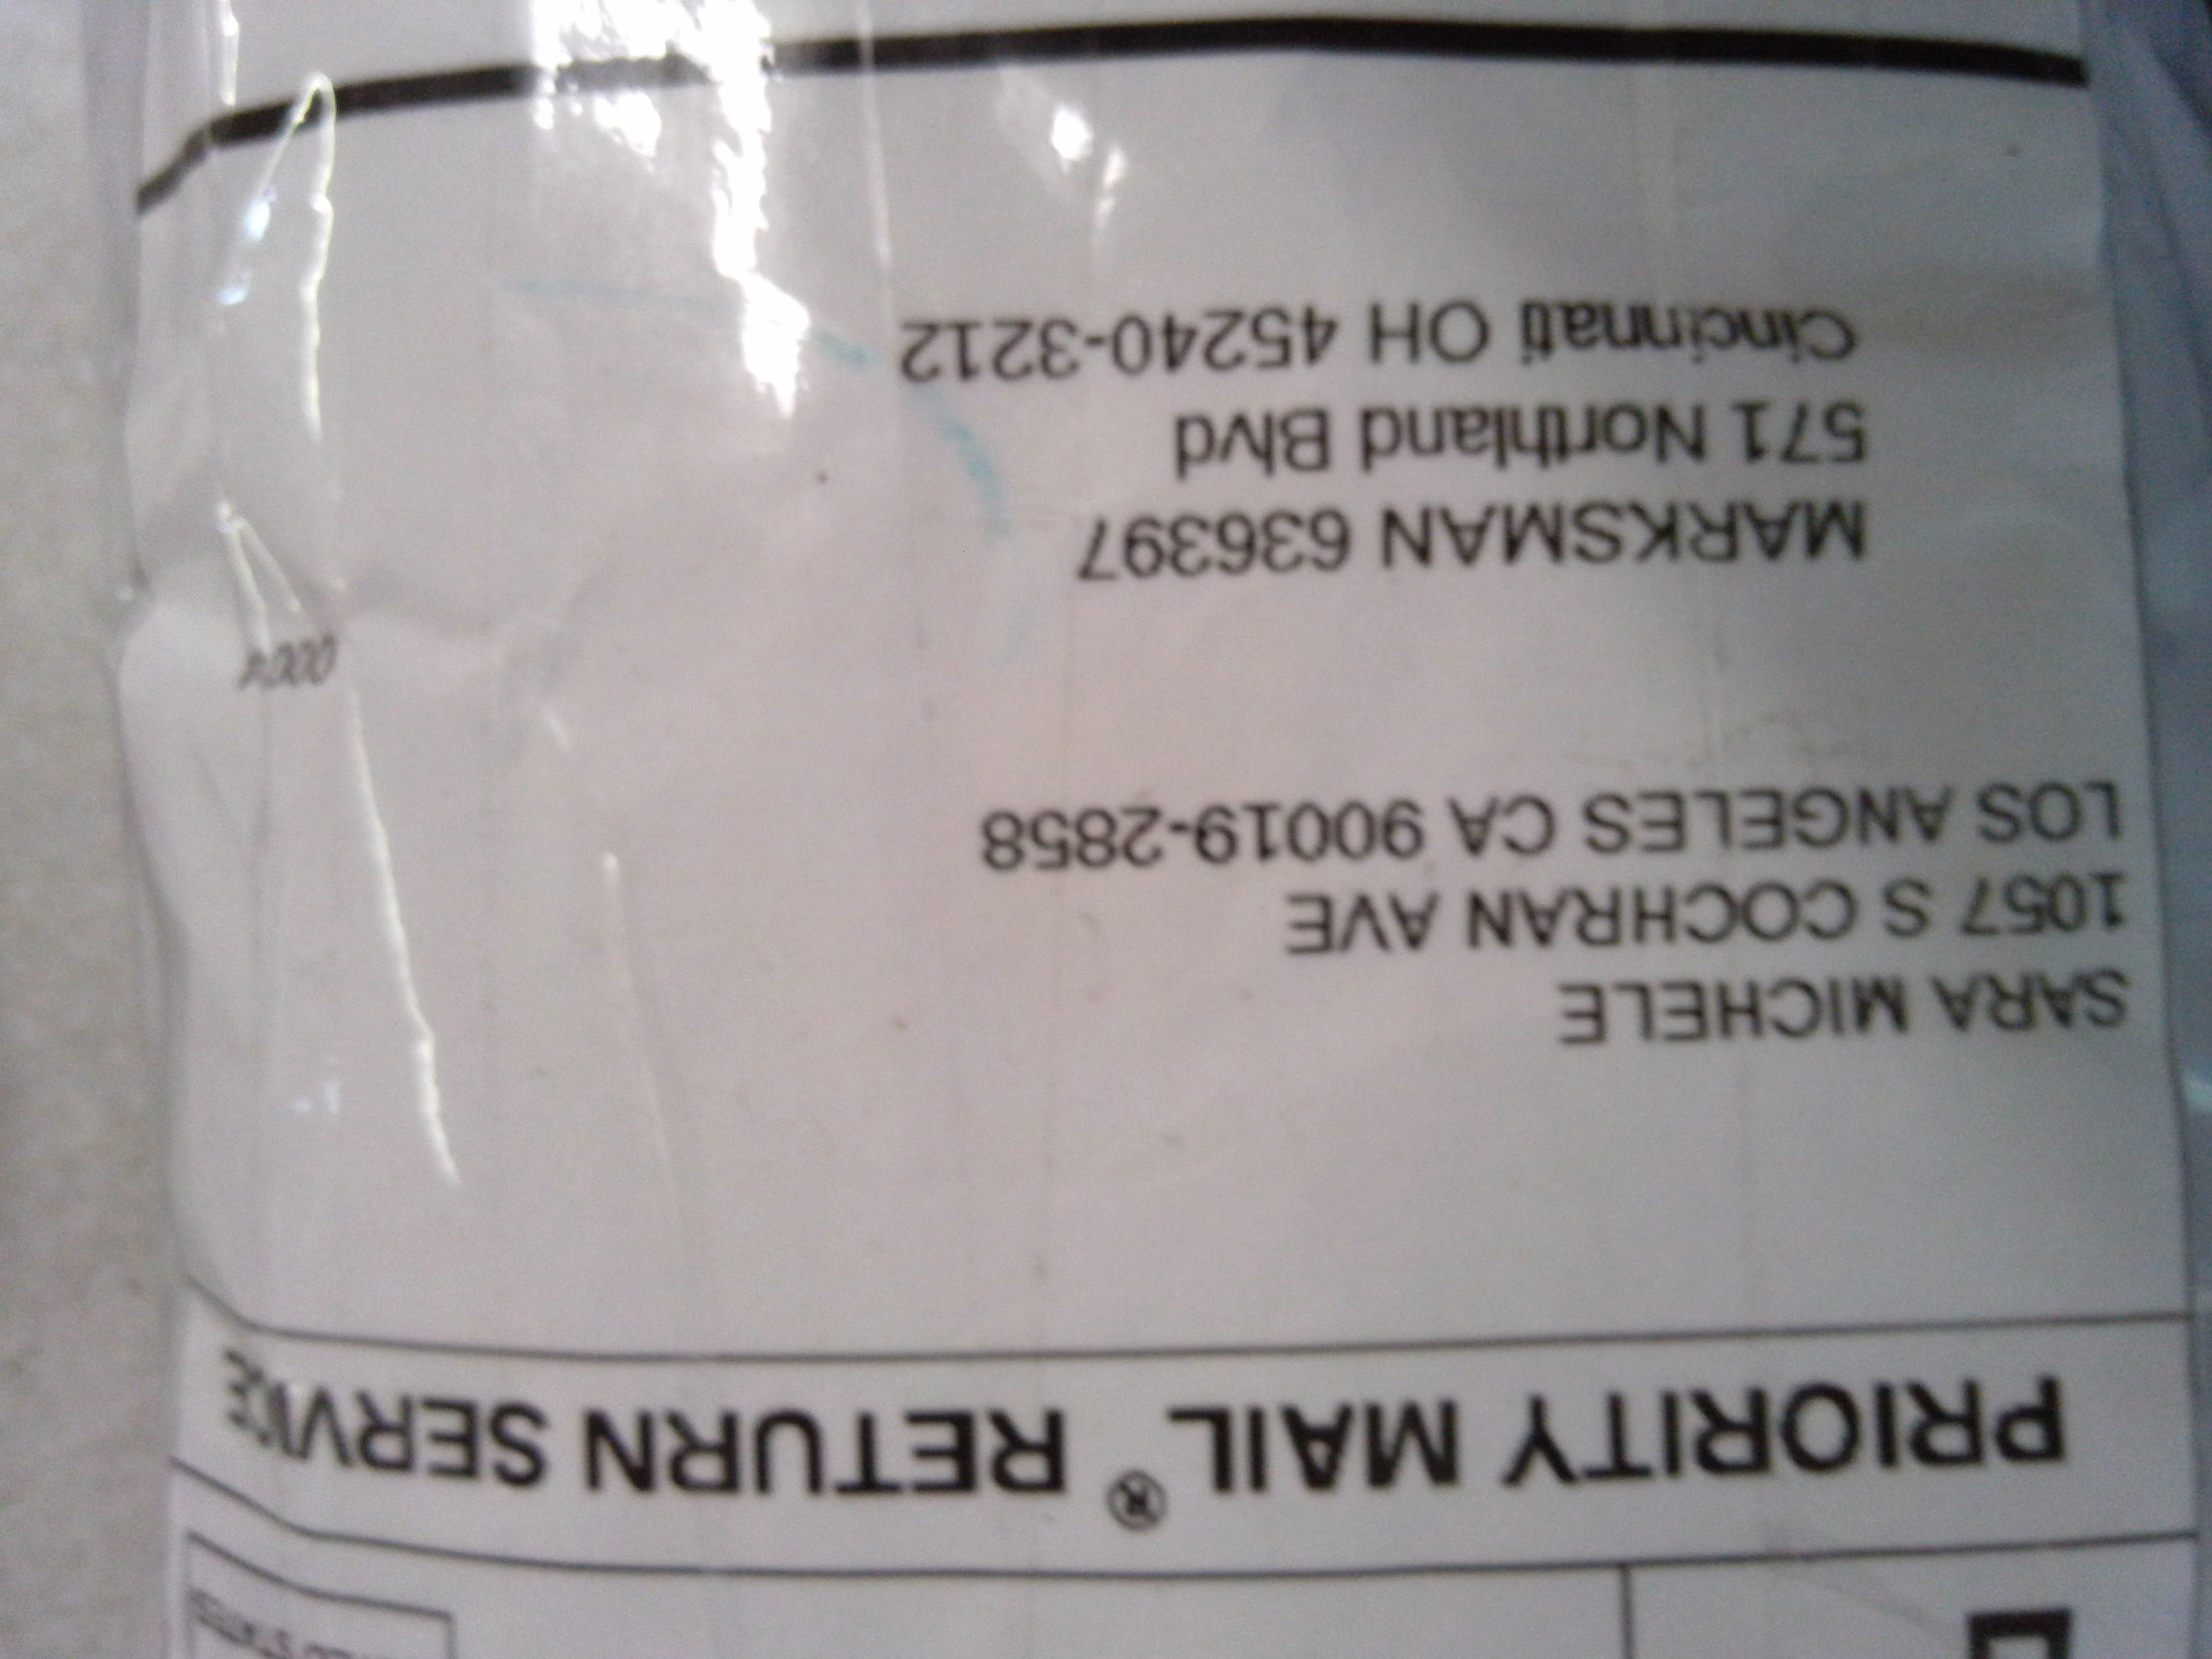 PRIORITY MAIL® RETURN SERVICE
SARA MICHELE
1057 S COCHRAN AVE
LOS ANGELES CA 90019-2858
0004
MARKSMAN 636397
571 Northland Blvd
Cincinnati OH 45240-3212